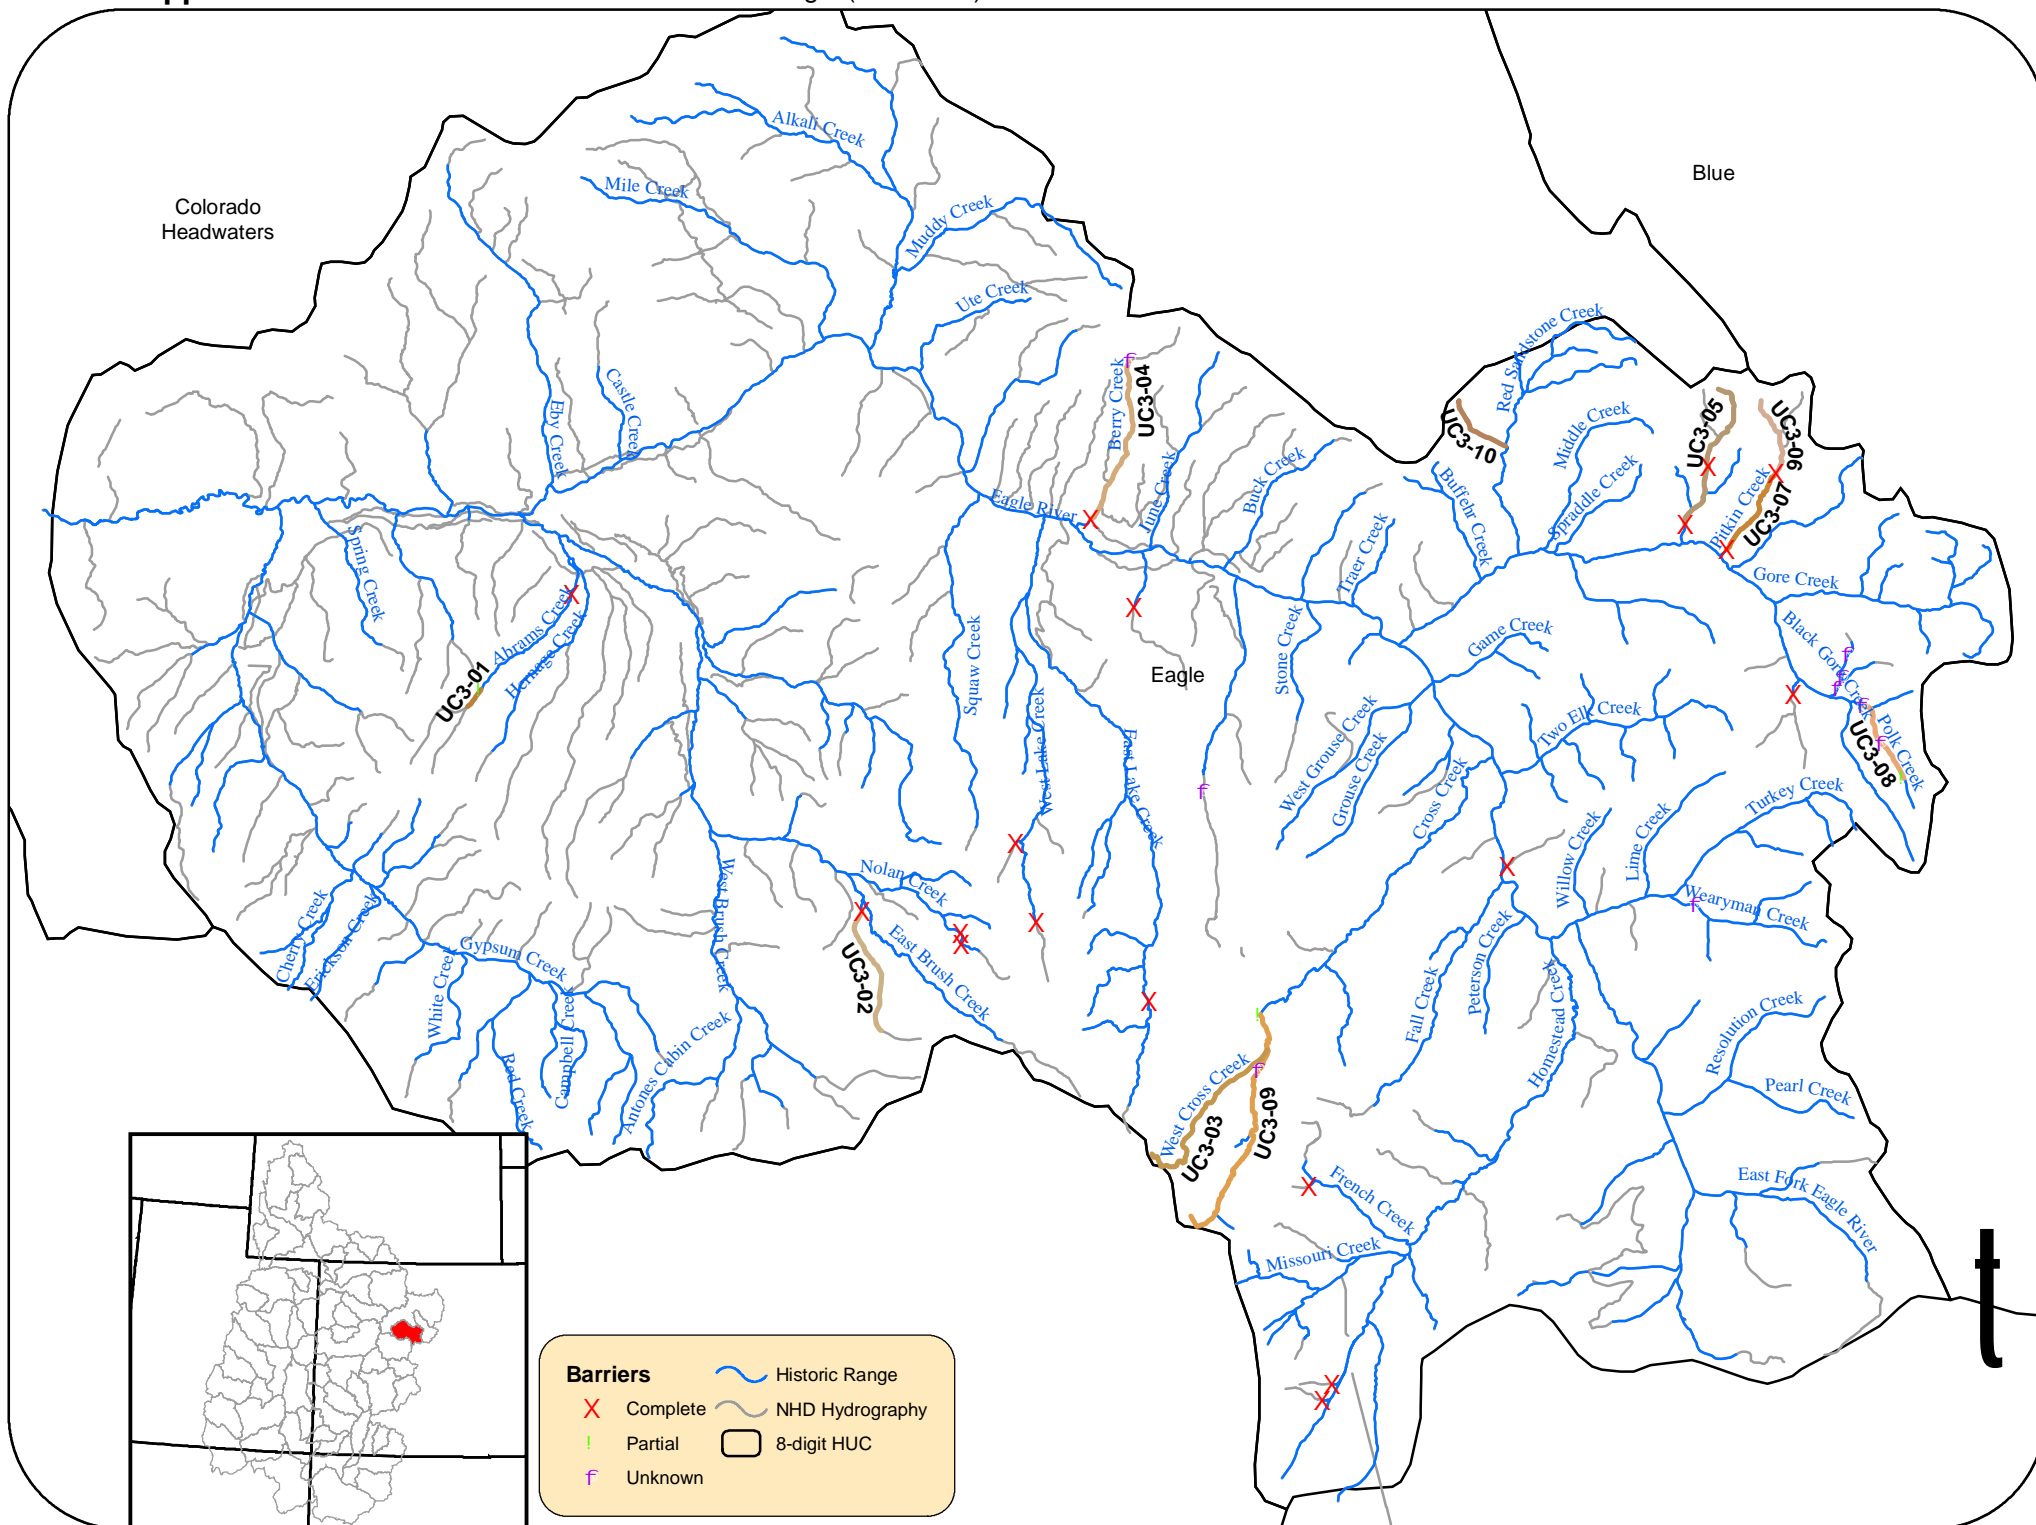 Colorado
Headwaters
Blue
Alkali Creek
Mile Creek
Muddy Creek
Ute Creek
Red Sandstone Creek
Castle Creek
Eby Creek
Berry Creek
UC3-04
UC3-10
Middle Creek
UC3-05
UC3-06
June Creek
Buck Creek
Buffehr Creek
Spraddle Creek
Pitkin Creek
UC3-07
Eagle River
Spring Creek
Traer Creek
Gore Creek
Abrams Creek
Hernage Creek
UC3-01
Squaw Creek
West Lake Creek
East Lake Creek
Eagle
Stone Creek
Game Creek
Black Gore Creek
Polk Creek
UC3-08
West Grouse Creek
Grouse Creek
Cross Creek
Two Elk Creek
Turkey Creek
Willow Creek
Lime Creek
Wearyman Creek
Nolan Creek
West Brush Creek
East Brush Creek
UC3-02
Cherry Creek
Erickson Creek
Gypsum Creek
White Creek
Red Creek
Campbell Creek
Antones Cabin Creek
Fall Creek
Peterson Creek
Homestead Creek
Resolution Creek
Pearl Creek
West Cross Creek
UC3-03
UC3-09
French Creek
Missouri Creek
East Fork Eagle River
t
Barriers
X Complete
! Partial
f Unknown
Historic Range
NHD Hydrography
8-digit HUC